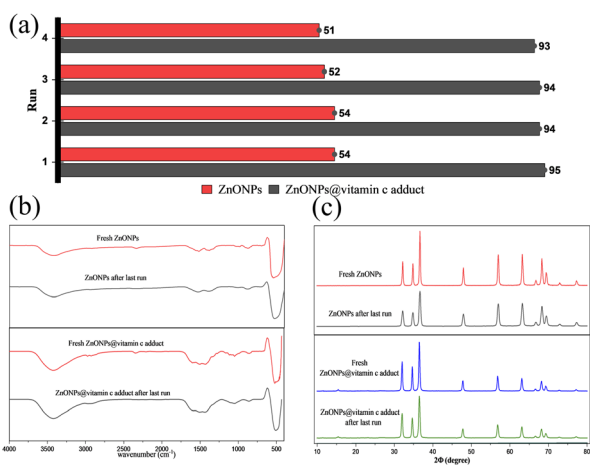 (a)
4
51
93
3
52
94
Run
2
54
94
1
54
95
ZnONPs
ZnONPs@vitamin c adduct
(b)
Fresh ZnONPs
ZnONPs after last run
Fresh ZnONPs@vitamin c adduct
ZnONPs@vitamin c adduct after last run
4000 3500 3000 2500 2000 1500 1000 500
wavenumber (cm-1)
(c)
Fresh ZnONPs
ZnONPs after last run
Fresh
ZnONPs@vitamin c adduct
ZnONPs@vitamin c adduct
after last run
10 20 30 40 50 60 70 80
2Φ (degree)